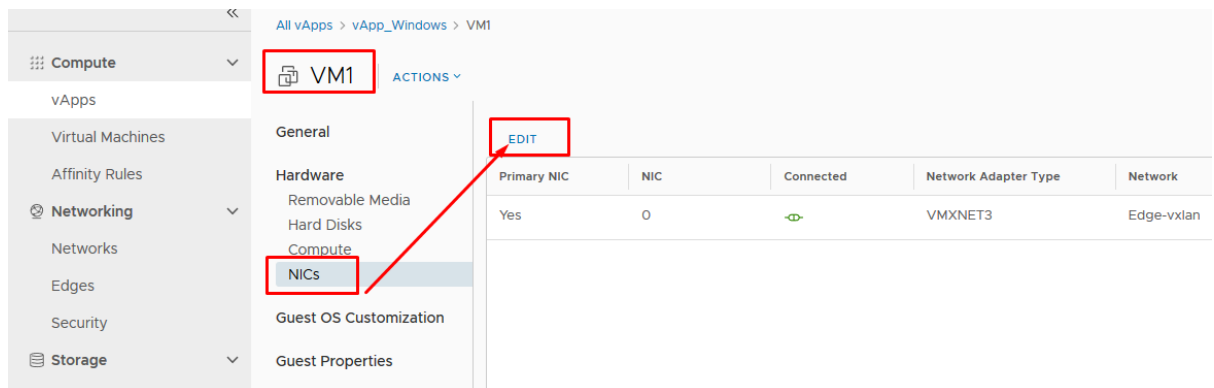 All vApps > vApp_Windows > VM1
Compute
vApps
Virtual Machines
Affinity Rules
Networking
Networks
Edges
Security
Storage
VM1 ACTIONS
General
Hardware
Removable Media
Hard Disks
Compute
NICs
Guest OS Customization
Guest Properties
EDIT
Primary NIC NIC Connected Network Adapter Type Network
Yes 0 VMXNET3 Edge-vxlan